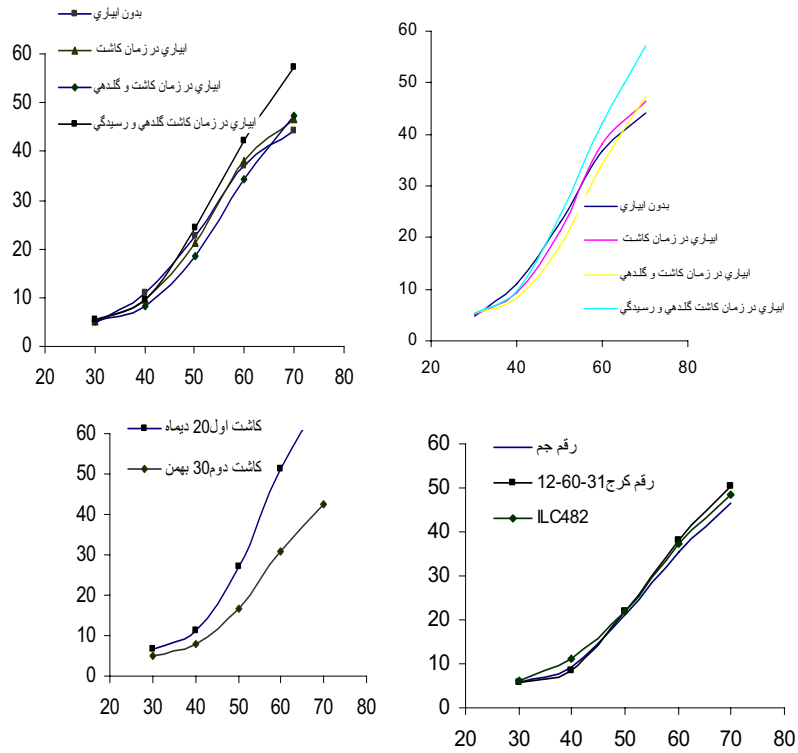 بدون ابياري
ابياري در زمان كاشت
ابياري در زمان كاشت و گلدهي
ابياري در زمان كاشت گلدهي و رسيدگي
60
50
40
30
20
10
0
20 30 40 50 60 70 80
60
50
40
30
20
10
0
بدون ابياري
ابياري در زمان كاشت
ابياري در زمان كاشت و گلدهي
ابياري در زمان كاشت گلدهي و رسيدگي
20 40 60 80
كاشت اول20 ديماه
كاشت دوم30 بهمن
60
50
40
30
20
10
0
20 30 40 50 60 70 80
رقم جم
رقم كرج31-60-12
ILC482
60
50
40
30
20
10
0
20 30 40 50 60 70 80